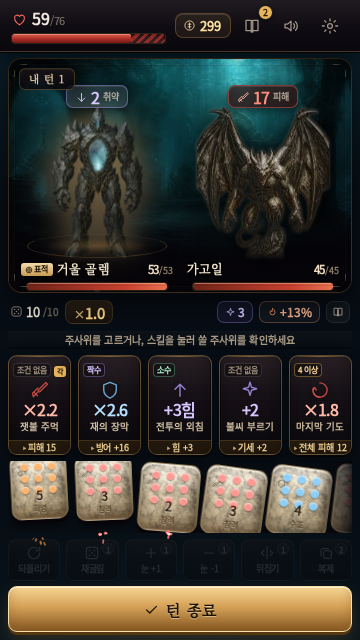 59/76
299
2
내 턴 1
2 취약
17 피해
표적 거울 골렘 53/53
가고일 45/45
10/10
×1.0
3
+13%
주사위를 고르거나, 스킬을 눌러 쓸 주사위를 확인하세요
조건 없음 각
×2.2
잿불 주먹
피해 15
짝수
×2.6
재의 장막
방어 +16
소수
+3힘
전투의 외침
힘 +3
조건 없음
+2
불씨 부르기
기세 +2
4 이상
×1.8
마지막 기도
전체 피해 12
5
3
2
3
4
되돌리기
재굴림 1
눈 +1 1
눈 -1 1
뒤집기 1
복제 2
턴 종료